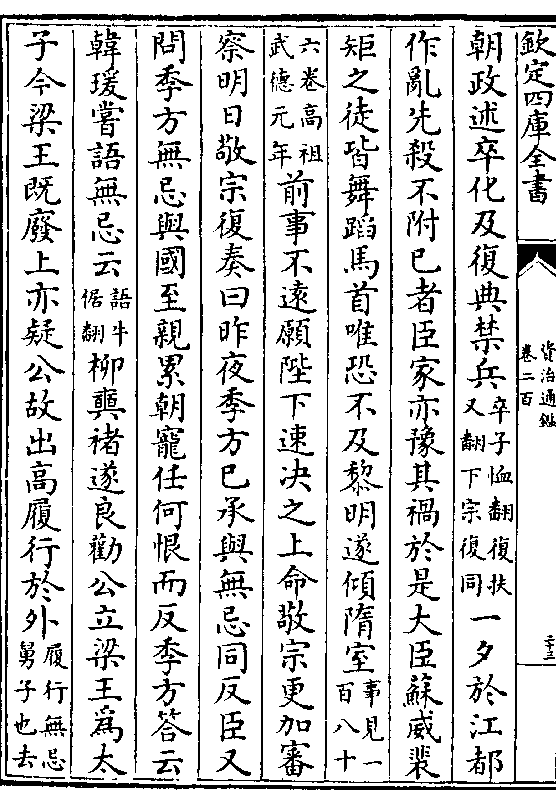 欽定四庫全書
資治通鑑
卷二百
二十三
朝政述卒化及復典禁兵卒子恤翻復扶又翻下宗復同一夕於江都
作亂先殺不附已者臣家亦豫其禍於是大臣蘇威裴
矩之徒皆舞蹈馬首唯恐不及黎明遂傾隋室事見一百八十
六卷高祖武德元年前事不遠願陛下速决之上命敬宗更加審
察明日敬宗復奏曰昨夜季方已承與無忌同反臣又
問季方無忌與國至親累朝寵任何恨而反季方答云
韓瑗嘗語無忌云語牛倨翻柳奭褚遂良勸公立梁王為太
子今梁王既廢上亦疑公故出高履行於外履行無忌舅子也去